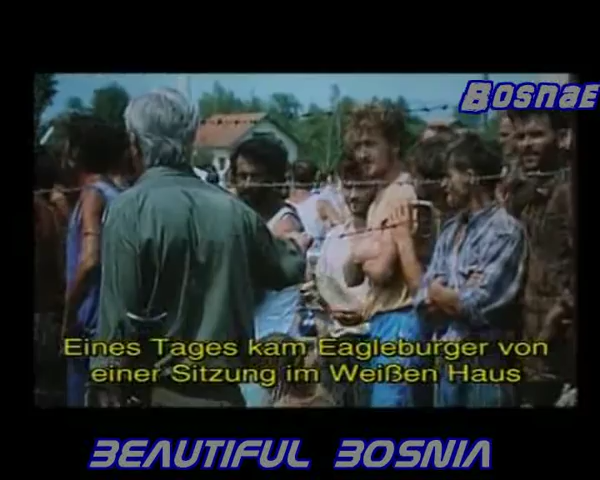 Bosnae
Eines Tages kam Eagleburger von
einer Sitzung im Weißen Haus
BEAUTIFUL BOSNIA